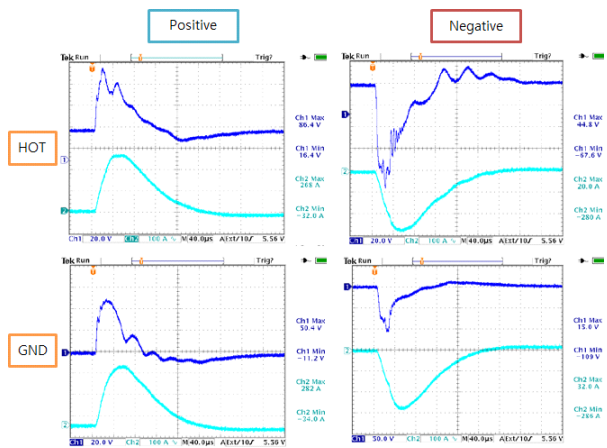 Positive
Negative
HOT
GND
Tek Run
Trig?
Ch1 Max
86.4 V
Ch1 Min
16.4 V
Ch2 Max
268 A
Ch2 Min
-32.0 A
Ch1 20.0 V Ch2 100 A M 40.0µs A Ext/10 5.56 V
Tek Run
Trig?
Ch1 Max
44.8 V
Ch1 Min
-67.6 V
Ch2 Max
20.0 A
Ch2 Min
-280 A
Ch1 20.0 V Ch2 100 A M 40.0µs A Ext/10 5.56 V
Tek Run
Trig?
Ch1 Max
50.4 V
Ch1 Min
-11.2 V
Ch2 Max
282 A
Ch2 Min
-34.0 A
Ch1 20.0 V Ch2 100 A M 40.0µs A Ext/10 5.56 V
Tek Run
Trig?
Ch1 Max
15.0 V
Ch1 Min
-109 V
Ch2 Max
32.0 A
Ch2 Min
-286 A
Ch1 50.0 V Ch2 100 A M 40.0µs A Ext/10 5.56 V